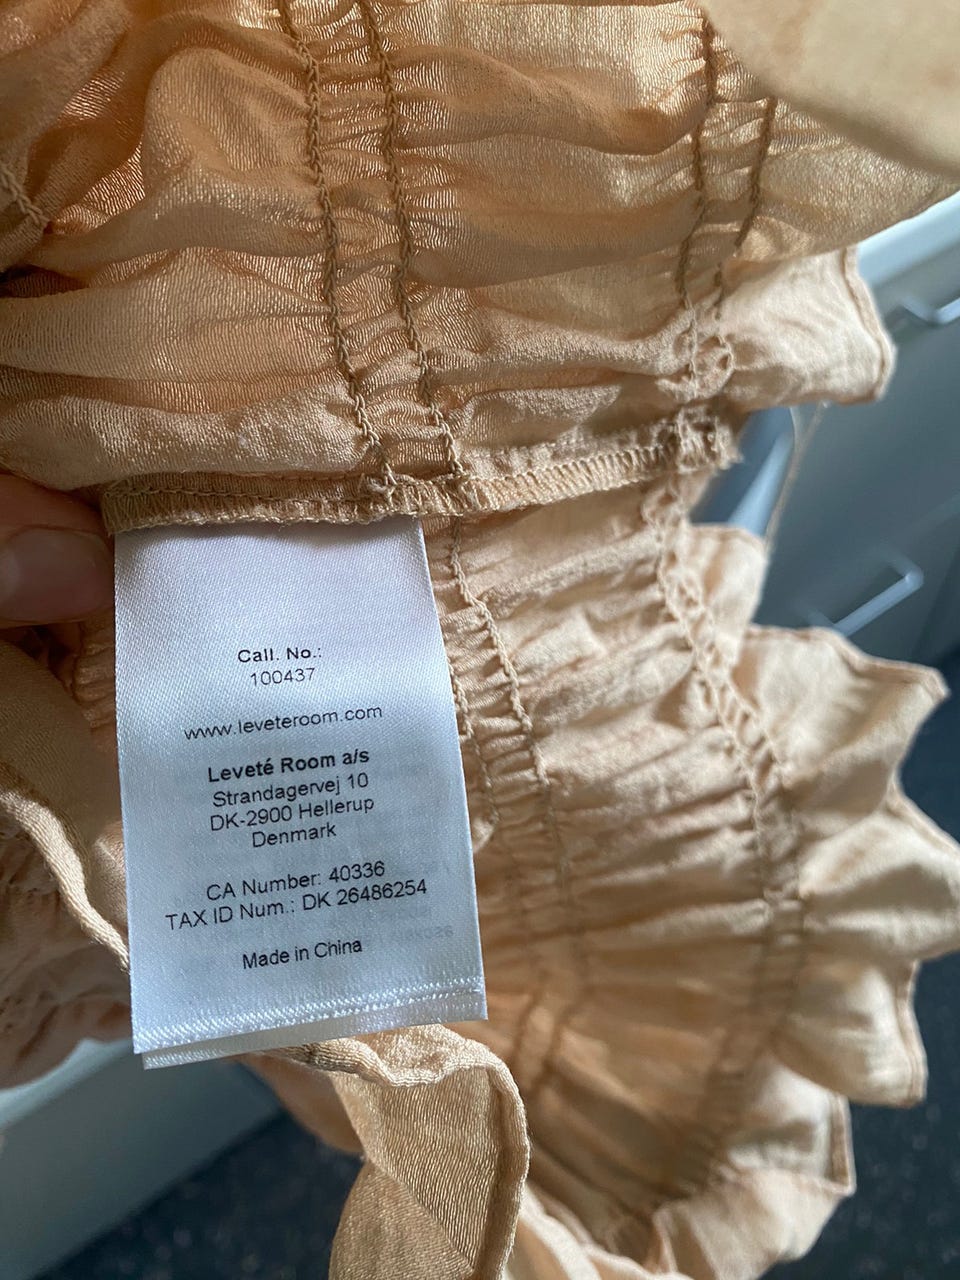 Call. No.:
100437
www.leveteroom.com
Leveté Room a/s
Strandagervej 10
DK-2900 Hellerup
Denmark
CA Number: 40336
TAX ID Num.: DK 26486254
Made in China